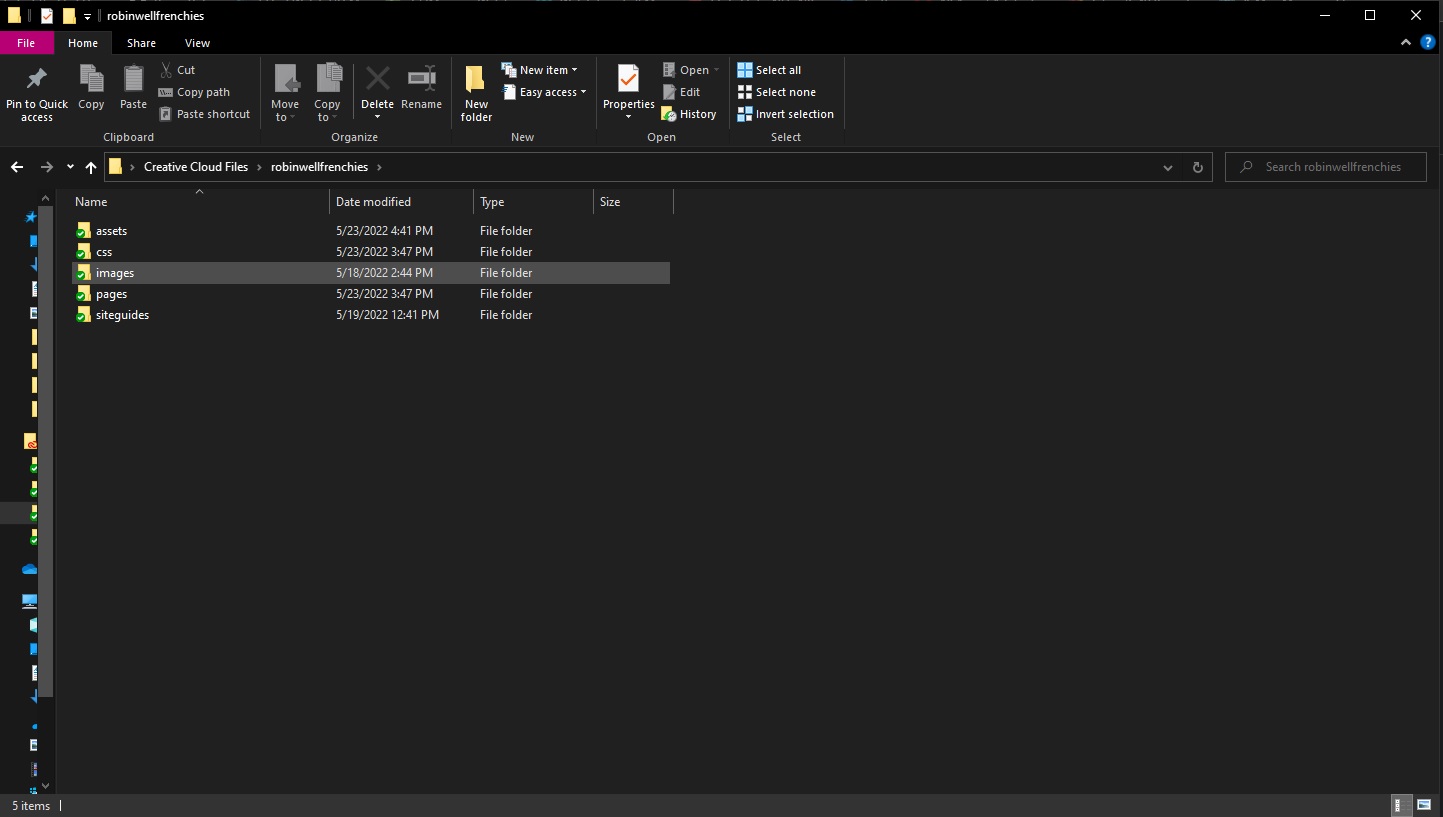 robinwellfrenchies
File Home Share View
Pin to Quick access
Copy
Paste
Cut
Copy path
Paste shortcut
Clipboard
Move to
Copy to
Delete
Rename
Organize
New folder
New item
Easy access
New
Properties
Open
Edit
History
Open
Select all
Select none
Invert selection
Select
Creative Cloud Files > robinwellfrenchies >
Search robinwellfrenchies
Name Date modified Type Size
assets 5/23/2022 4:41 PM File folder
css 5/23/2022 3:47 PM File folder
images 5/18/2022 2:44 PM File folder
pages 5/23/2022 3:47 PM File folder
siteguides 5/19/2022 12:41 PM File folder
5 items